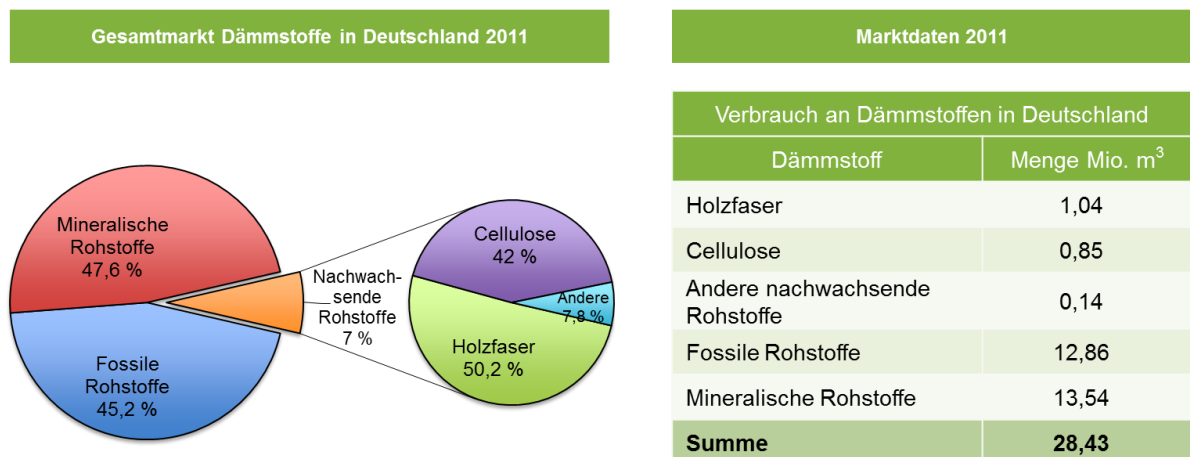 Gesamtmarkt Dämmstoffe in Deutschland 2011
Mineralische
Rohstoffe
47,6 %
Fossile
Rohstoffe
45,2 %
Nachwach-
sende
Rohstoffe
7 %
Cellulose
42 %
Andere
7,8 %
Holzfaser
50,2 %
Marktdaten 2011
Verbrauch an Dämmstoffen in Deutschland
Dämmstoff Menge Mio. m³
Holzfaser 1,04
Cellulose 0,85
Andere nachwachsende
Rohstoffe 0,14
Fossile Rohstoffe 12,86
Mineralische Rohstoffe 13,54
Summe 28,43